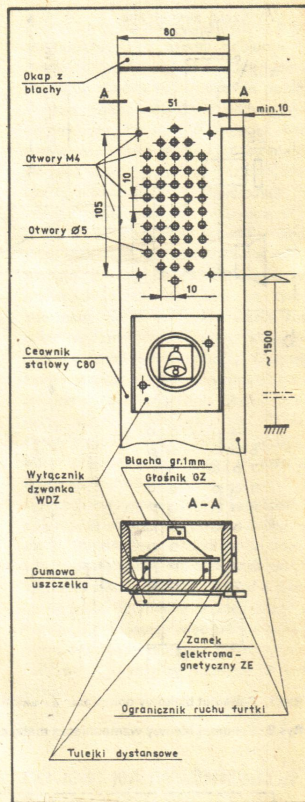 80
Okap z
blachy
A
A
51
min.10
Otwory M4
10
105
Otwory Ø5
10
~1500
Ceownik
stalowy C80
Wyłącznik
dzwonka
WDZ
Blacha gr.1mm
Głośnik GZ
A-A
Gumowa
uszczelka
Zamek
elektroma-
gnetyczny ZE
Ogranicznik ruchu furtki
Tulejki dystansowe